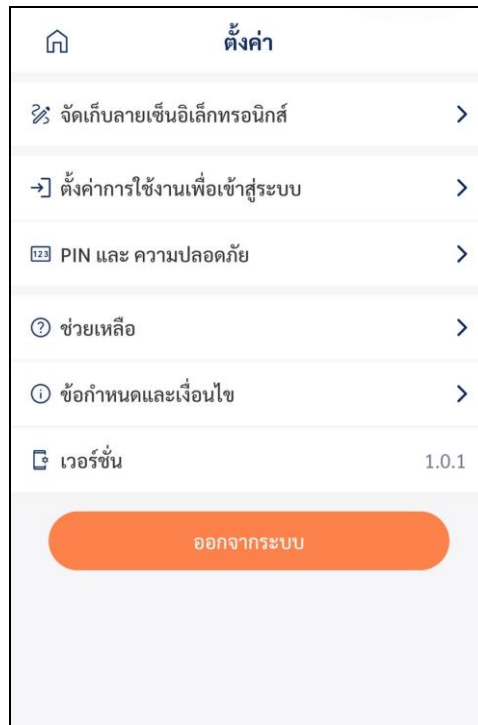 ตั้งค่า
จัดเก็บลายเซ็นอิเล็กทรอนิกส์
ตั้งค่าการใช้งานเพื่อเข้าสู่ระบบ
123 PIN และ ความปลอดภัย
ช่วยเหลือ
ข้อกำหนดและเงื่อนไข
เวอร์ชั่น 1.0.1
ออกจากระบบ